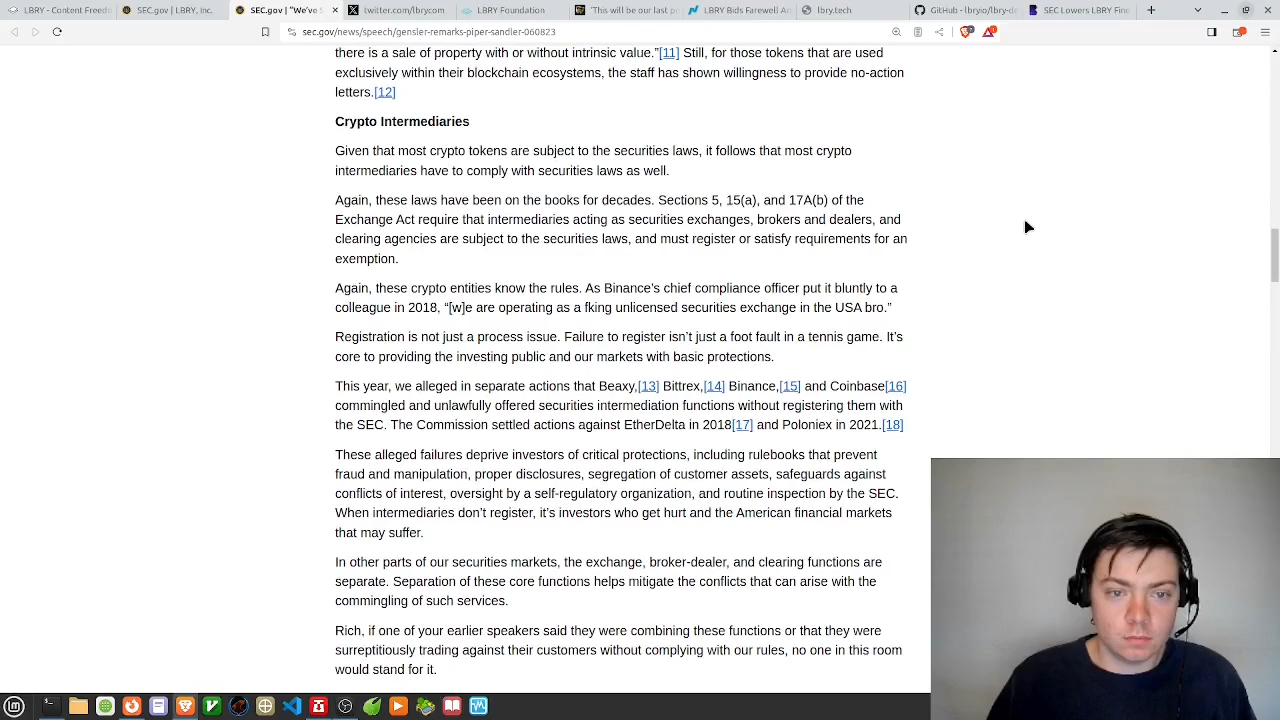 LBRY - Content Freed
SEC.gov | LBRY, Inc.
SEC.gov | "We've S
twitter.com/lbrycom
LBRY Foundation
"This will be our last po
LBRY Bids Farewell An
lbry.tech
GitHub - lbryio/lbry-de
SEC Lowers LBRY Fine
sec.gov/news/speech/gensler-remarks-piper-sandler-060823
there is a sale of property with or without intrinsic value.”[11] Still, for those tokens that are used
exclusively within their blockchain ecosystems, the staff has shown willingness to provide no-action
letters.[12]
Crypto Intermediaries
Given that most crypto tokens are subject to the securities laws, it follows that most crypto
intermediaries have to comply with securities laws as well.
Again, these laws have been on the books for decades. Sections 5, 15(a), and 17A(b) of the
Exchange Act require that intermediaries acting as securities exchanges, brokers and dealers, and
clearing agencies are subject to the securities laws, and must register or satisfy requirements for an
exemption.
Again, these crypto entities know the rules. As Binance’s chief compliance officer put it bluntly to a
colleague in 2018, “[w]e are operating as a fking unlicensed securities exchange in the USA bro.”
Registration is not just a process issue. Failure to register isn’t just a foot fault in a tennis game. It’s
core to providing the investing public and our markets with basic protections.
This year, we alleged in separate actions that Beaxy,[13] Bittrex,[14] Binance,[15] and Coinbase[16]
commingled and unlawfully offered securities intermediation functions without registering them with
the SEC. The Commission settled actions against EtherDelta in 2018[17] and Poloniex in 2021.[18]
These alleged failures deprive investors of critical protections, including rulebooks that prevent
fraud and manipulation, proper disclosures, segregation of customer assets, safeguards against
conflicts of interest, oversight by a self-regulatory organization, and routine inspection by the SEC.
When intermediaries don’t register, it’s investors who get hurt and the American financial markets
that may suffer.
In other parts of our securities markets, the exchange, broker-dealer, and clearing functions are
separate. Separation of these core functions helps mitigate the conflicts that can arise with the
commingling of such services.
Rich, if one of your earlier speakers said they were combining these functions or that they were
surreptitiously trading against their customers without complying with our rules, no one in this room
would stand for it.